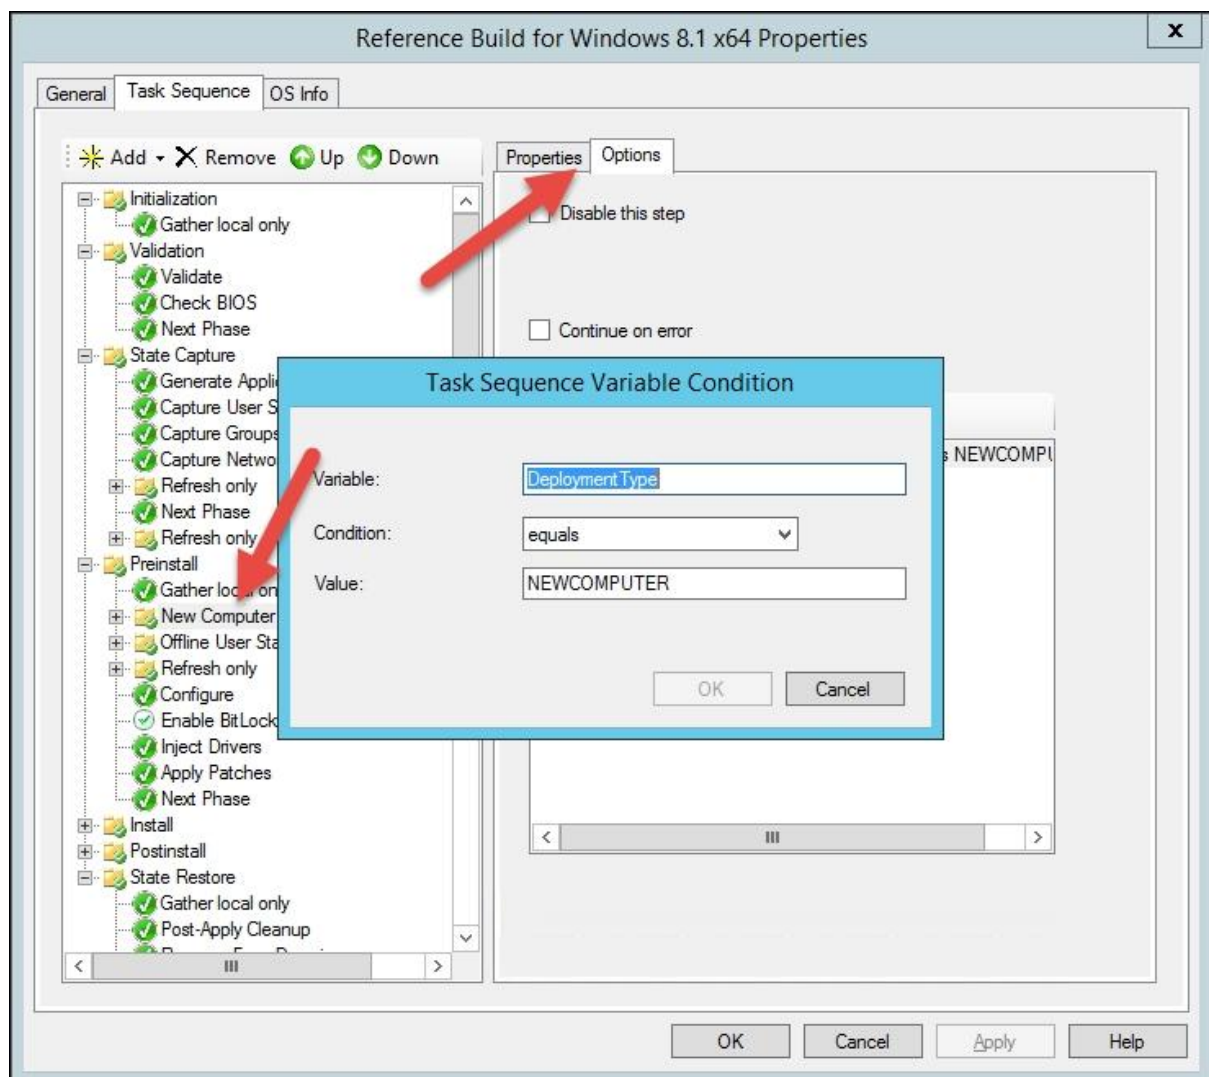 Reference Build for Windows 8.1 x64 Properties
x
General Task Sequence OS Info
Add Remove Up Down
Properties Options
Initialization
Gather local only
Validation
Validate
Check BIOS
Next Phase
State Capture
Generate Appli
Capture User S
Capture Groups
Capture Netwo
Refresh only
Next Phase
Refresh only
Preinstall
Gather local on
New Computer
Offline User Sta
Refresh only
Configure
Enable BitLock
Inject Drivers
Apply Patches
Next Phase
Install
Postinstall
State Restore
Gather local only
Post-Apply Cleanup
Disable this step
Continue on error
s NEWCOMPU
Task Sequence Variable Condition
Variable: DeploymentType
Condition: equals
Value: NEWCOMPUTER
OK Cancel
OK Cancel Apply Help